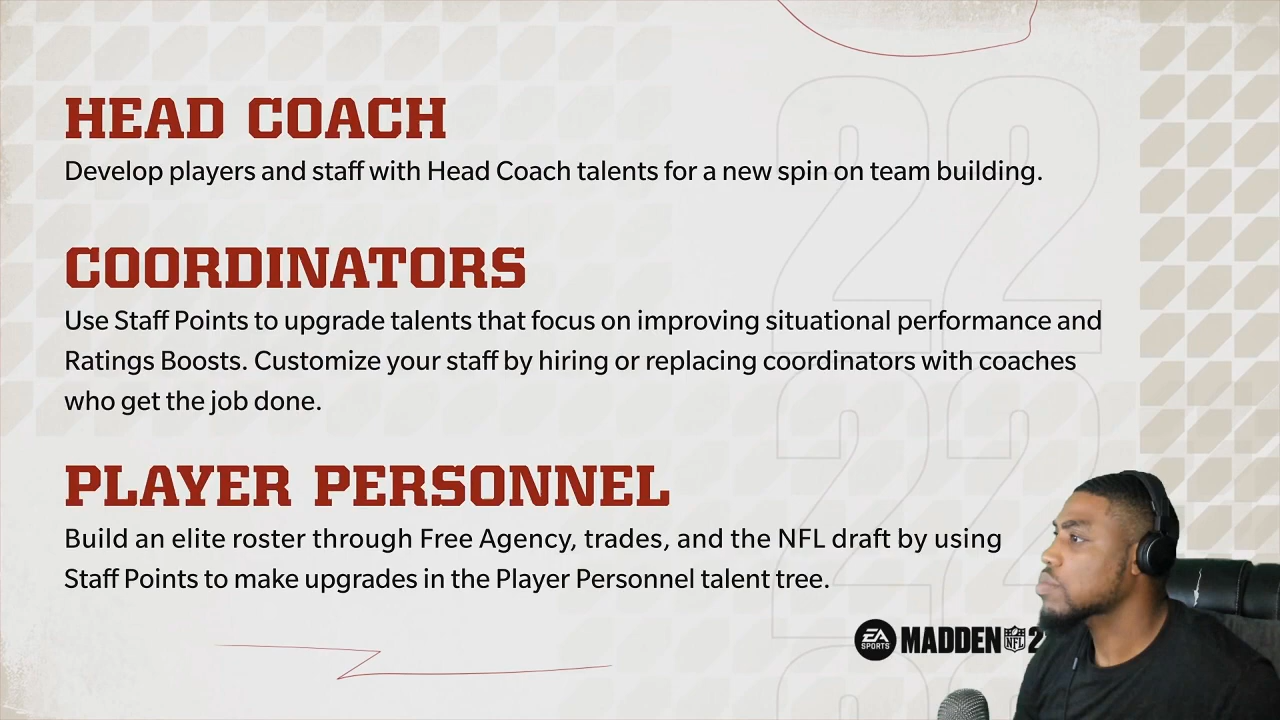 HEAD COACH
Develop players and staff with Head Coach talents for a new spin on team building.
COORDINATORS
Use Staff Points to upgrade talents that focus on improving situational performance and
Ratings Boosts. Customize your staff by hiring or replacing coordinators with coaches
who get the job done.
PLAYER PERSONNEL
Build an elite roster through Free Agency, trades, and the NFL draft by using
Staff Points to make upgrades in the Player Personnel talent tree.
22
22
22
EA SPORTS MADDEN NFL 2